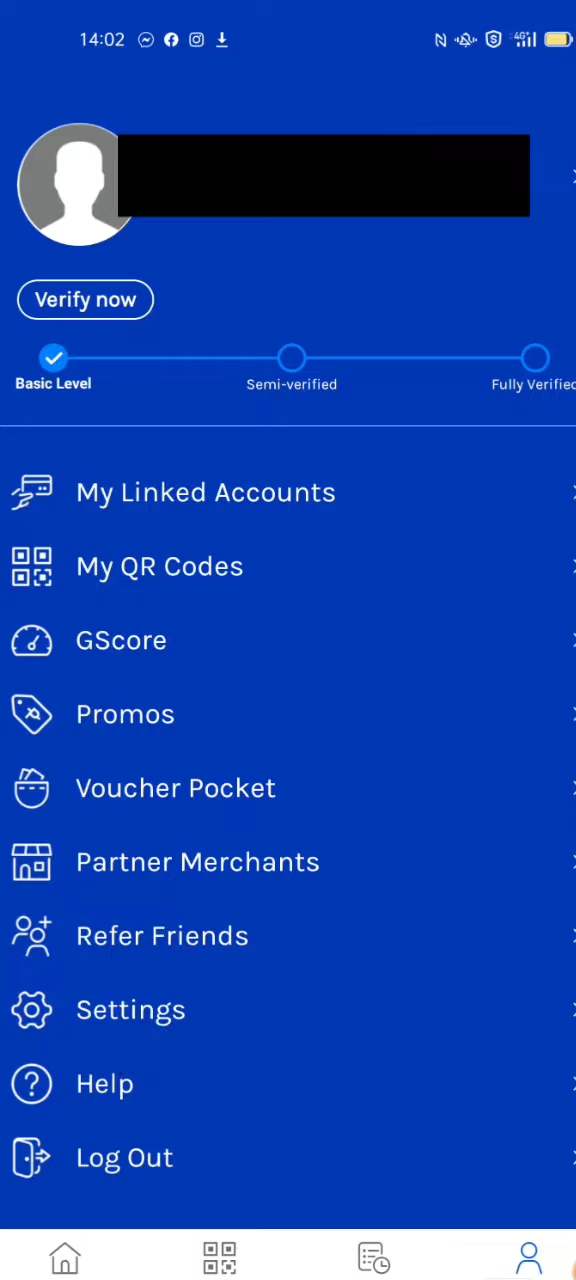 14:02
4G+
Verify now
Basic Level
Semi-verified
Fully Verified
My Linked Accounts
My QR Codes
GScore
Promos
Voucher Pocket
Partner Merchants
Refer Friends
Settings
Help
Log Out